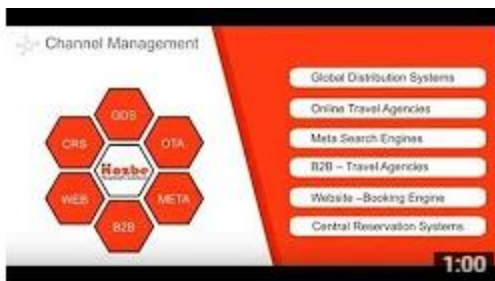 Channel Management
GDS
CRS
OTA
Hozbo
WEB
META
B2B
Global Distribution Systems
Online Travel Agencies
Meta Search Engines
B2B – Travel Agencies
Website –Booking Engine
Central Reservation Systems
1:00